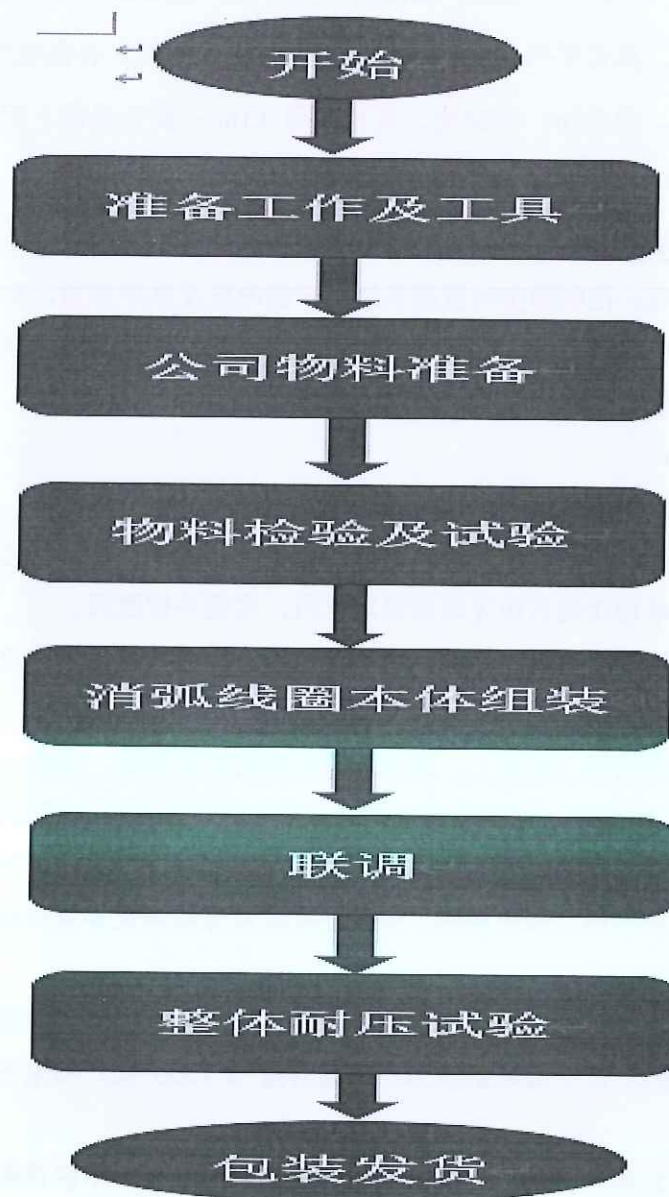 开始
准备工作及工具
公司物料准备
物料检验及试验
消弧线圈本体组装
联调
整体耐压试验
包装发货